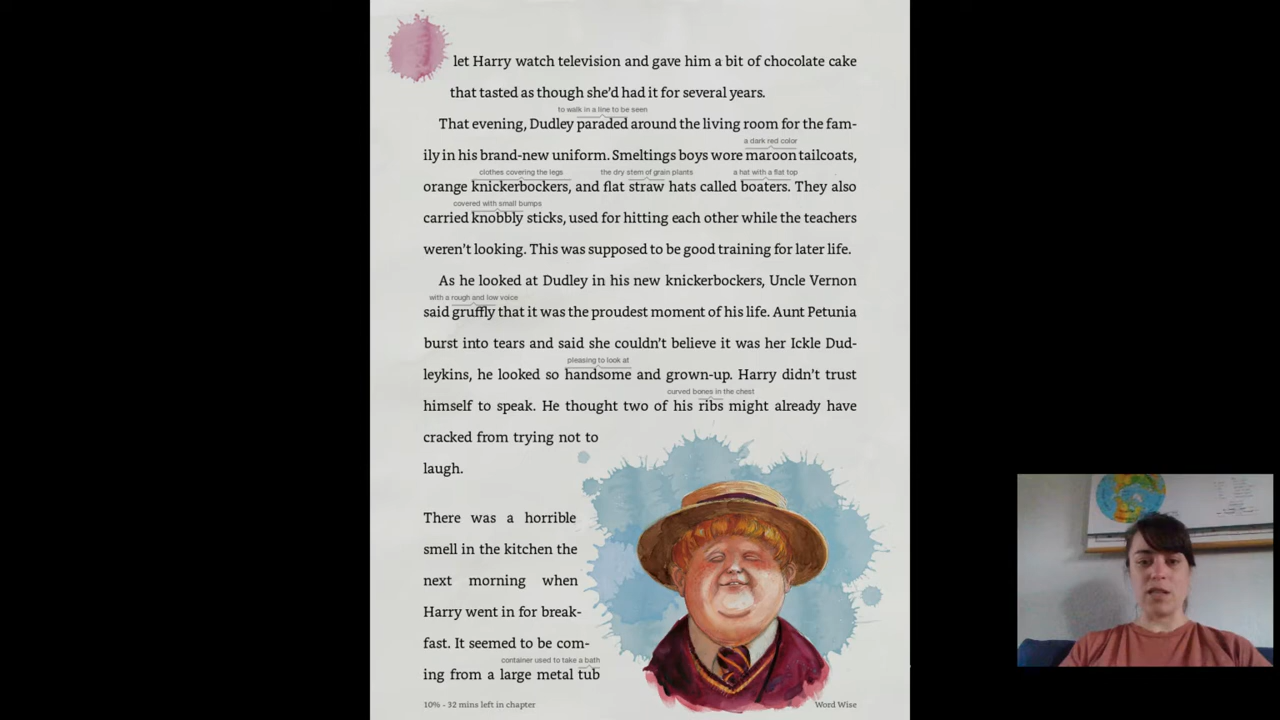 let Harry watch television and gave him a bit of chocolate cake
that tasted as though she’d had it for several years.
to walk in a line to be seen
That evening, Dudley paraded around the living room for the fam-
a dark red color
ily in his brand-new uniform. Smeltings boys wore maroon tailcoats,
clothes covering the legs the dry stem of grain plants a hat with a flat top
orange knickerbockers, and flat straw hats called boaters. They also
covered with small bumps
carried knobbly sticks, used for hitting each other while the teachers
weren’t looking. This was supposed to be good training for later life.
As he looked at Dudley in his new knickerbockers, Uncle Vernon
with a rough and low voice
said gruffly that it was the proudest moment of his life. Aunt Petunia
burst into tears and said she couldn’t believe it was her Ickle Dud-
pleasing to look at
leykins, he looked so handsome and grown-up. Harry didn’t trust
curved bones in the chest
himself to speak. He thought two of his ribs might already have
cracked from trying not to
laugh.
There was a horrible
smell in the kitchen the
next morning when
Harry went in for break-
fast. It seemed to be com-
container used to take a bath
ing from a large metal tub
10% - 32 mins left in chapter Word Wise